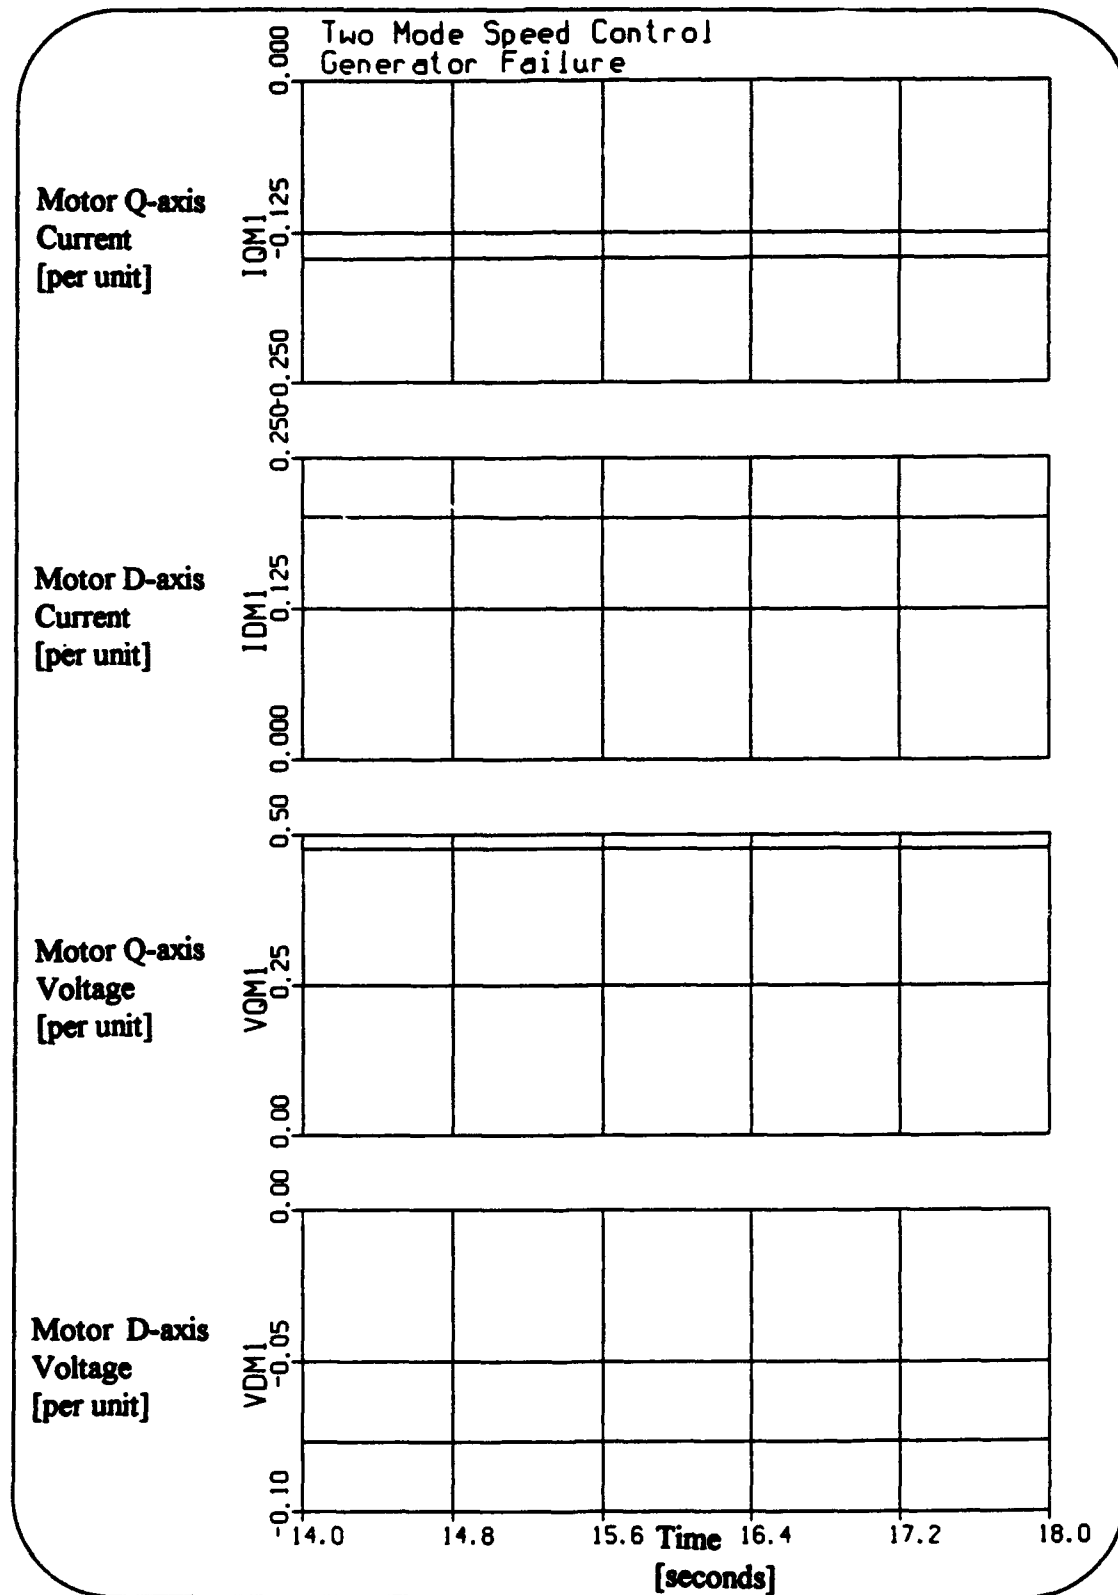 Two Mode Speed Control
Generator Failure
Motor Q-axis
Current
[per unit]
IQM1
0.000
-0.125
-0.250
Motor D-axis
Current
[per unit]
IDM1
0.250
0.125
0.000
Motor Q-axis
Voltage
[per unit]
VQM1
0.50
0.25
0.00
Motor D-axis
Voltage
[per unit]
VDM1
0.00
-0.05
-0.10
14.0 14.8 15.6 16.4 17.2 18.0
Time
[seconds]